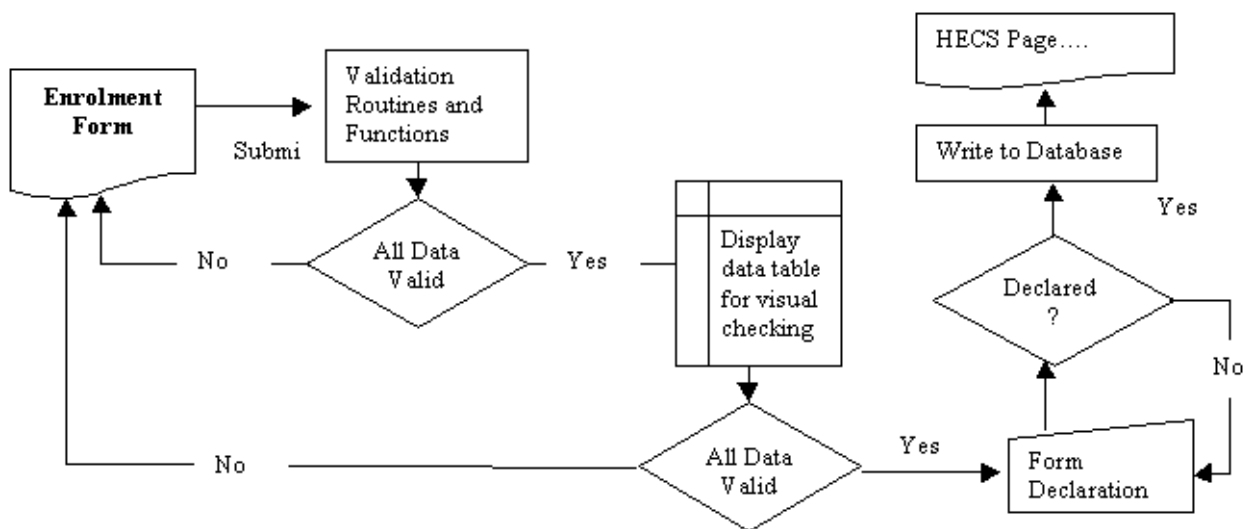 Enrolment
Form
Submi
Validation
Routines and
Functions
All Data
Valid
No
Yes
Display
data table
for visual
checking
All Data
Valid
No
Yes
Form
Declaration
Declared
?
No
Yes
Write to Database
HECS Page....